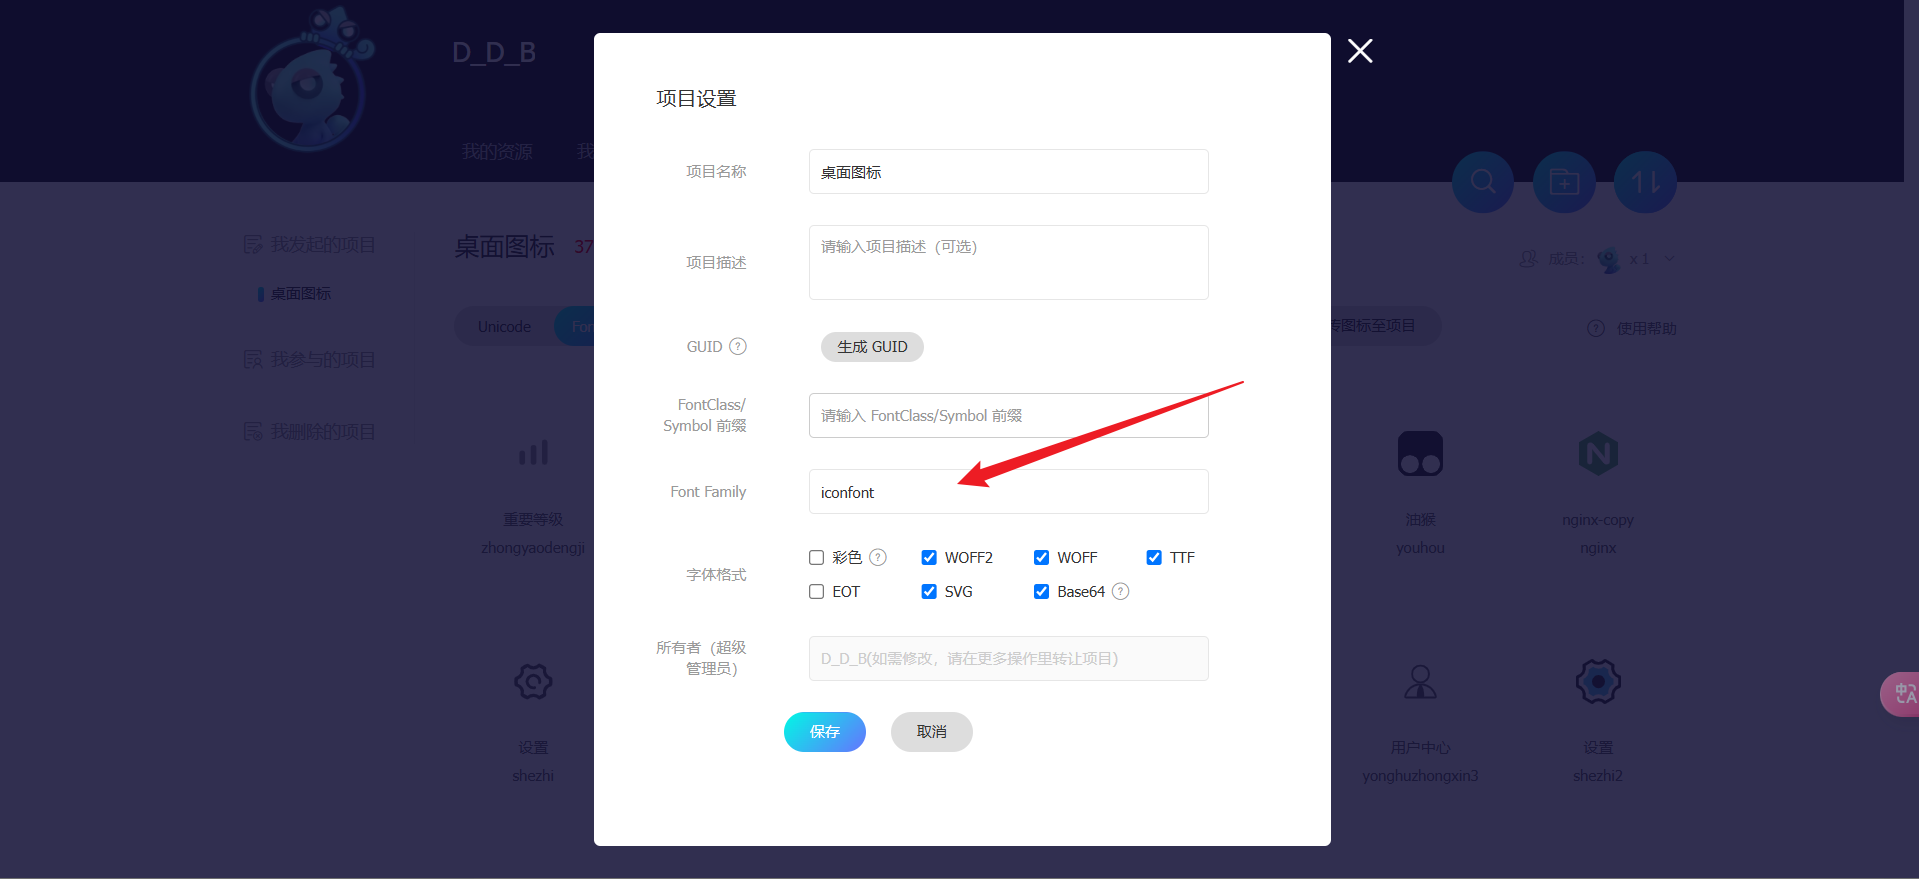 D_D_B
我的资源
我
项目设置
项目名称
桌面图标
项目描述
请输入项目描述（可选）
GUID ?
生成 GUID
FontClass/
Symbol 前缀
请输入 FontClass/Symbol 前缀
Font Family
iconfont
字体格式
彩色 ?
WOFF2
WOFF
TTF
EOT
SVG
Base64 ?
所有者（超级
管理员）
D_D_B(如需修改，请在更多操作里转让项目)
保存
取消
我发起的项目
桌面图标
我参与的项目
我删除的项目
桌面图标 37
Unicode
For
传图标至项目
成员：
x 1
? 使用帮助
重要等级
zhongyaodengji
油猴
youhou
nginx-copy
nginx
设置
shezhi
用户中心
yonghuzhongxin3
设置
shezhi2
中A